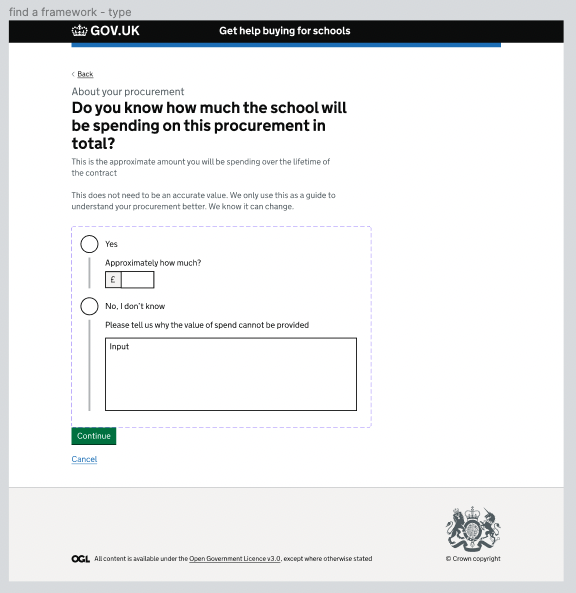 find a framework - type
GOV.UK Get help buying for schools
Back
About your procurement
Do you know how much the school will
be spending on this procurement in
total?
This is the approximate amount you will be spending over the lifetime of
the contract
This does not need to be an accurate value. We only use this as a guide to
understand your procurement better. We know it can change.
Yes
Approximately how much?
£
No, I don't know
Please tell us why the value of spend cannot be provided
Input
Continue
Cancel
OGL All content is available under the Open Government Licence v3.0, except where otherwise stated
© Crown copyright